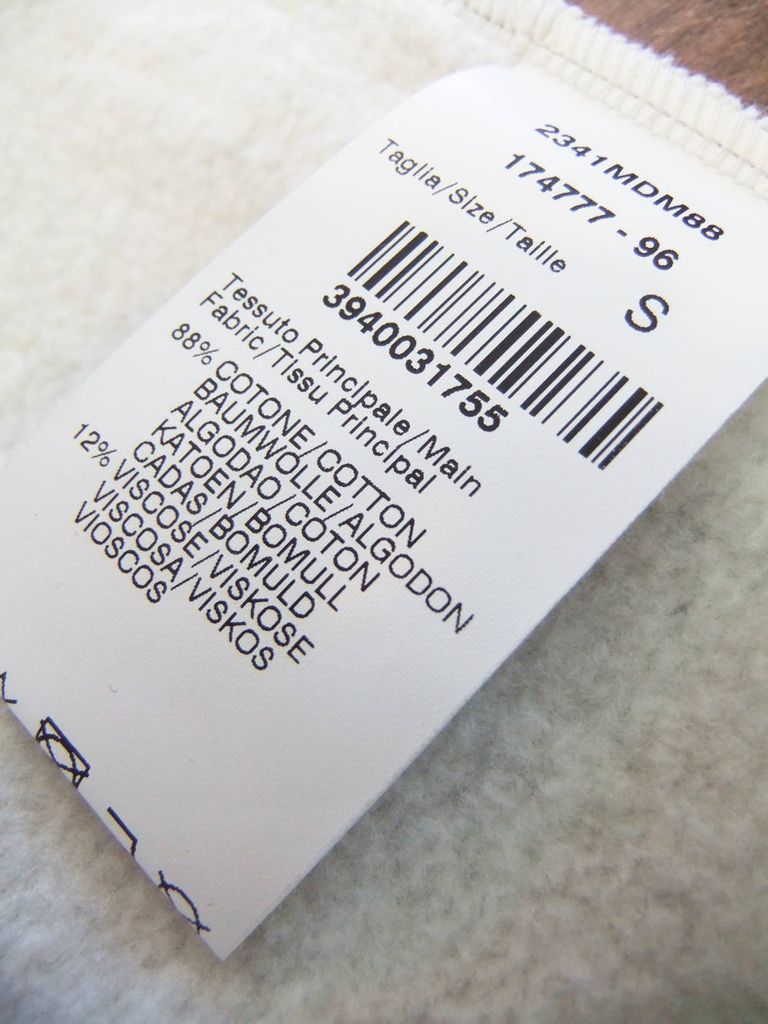 2341MDM88
174777 - 96
Taglia/Size/Taille S
3940031755
Tessuto Principale/Main
Fabric/Tissu Principal
88% COTONE/COTTON
BAUMWOLLE/ALGODON
ALGODAO/COTON
KATOEN/BOMULL
CADAS/BOMULD
12% VISCOSE/VISKOSE
VISCOSA/VISKOS
VIOSCOS